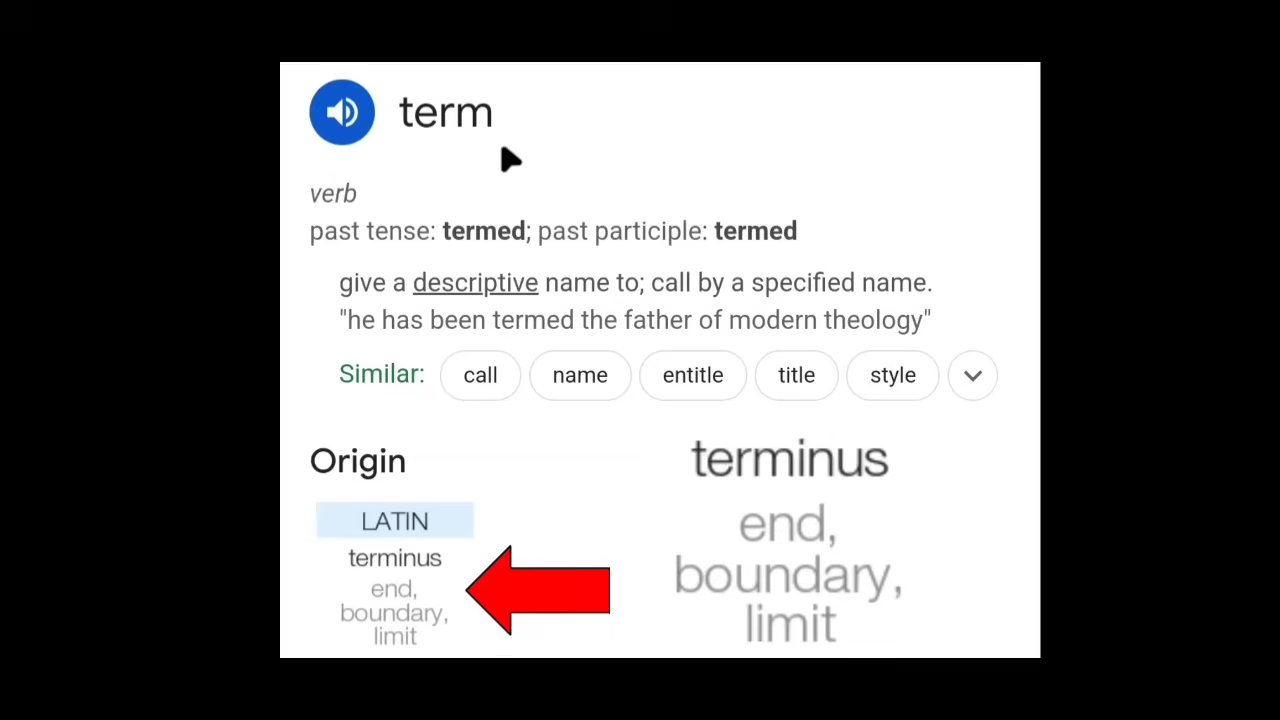 term
verb
past tense: termed; past participle: termed
give a descriptive name to; call by a specified name.
"he has been termed the father of modern theology"
Similar: call name entitle title style
Origin
LATIN
terminus
end,
boundary,
limit
terminus
end,
boundary,
limit